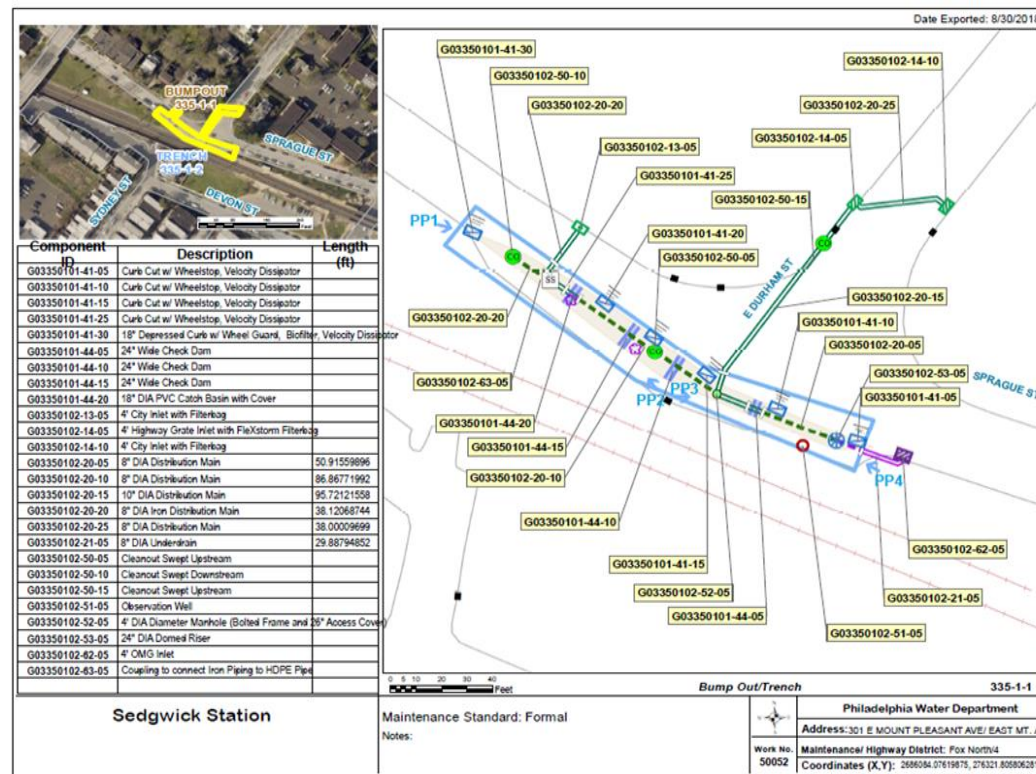 Date Exported: 8/30/2018
BUMPOUT
335-1-1
TRENCH
335-1-2
SPRAGUE ST
SYDNEY ST
DEVON ST
Component ID Description Length (ft)
G03350101-41-05 Curb Cut w/ Wheelstop, Velocity Dissipator
G03350101-41-10 Curb Cut w/ Wheelstop, Velocity Dissipator
G03350101-41-15 Curb Cut w/ Wheelstop, Velocity Dissipator
G03350101-41-25 Curb Cut w/ Wheelstop, Velocity Dissipator
G03350101-41-30 18" Depressed Curb w/ Wheel Guard, Biofilter, Velocity Dissipator
G03350101-44-05 24" Wide Check Dam
G03350101-44-10 24" Wide Check Dam
G03350101-44-15 24" Wide Check Dam
G03350101-44-20 18" DIA PVC Catch Basin with Cover
G03350102-13-05 4' City Inlet with Filterbag
G03350102-14-05 4' Highway Grate Inlet with FleXstorm Filterbag
G03350102-14-10 4' City Inlet with Filterbag
G03350102-20-05 8" DIA Distribution Main 50.91559896
G03350102-20-10 8" DIA Distribution Main 86.86771992
G03350102-20-15 10" DIA Distribution Main 95.72121558
G03350102-20-20 8" DIA Iron Distribution Main 38.12068744
G03350102-20-25 8" DIA Distribution Main 38.00009699
G03350102-21-05 8" DIA Underdrain 29.88794852
G03350102-50-05 Cleanout Swept Upstream
G03350102-50-10 Cleanout Swept Downstream
G03350102-50-15 Cleanout Swept Upstream
G03350102-51-05 Observation Well
G03350102-52-05 4' DIA Diameter Manhole (Bolted Frame and 26" Access Cover)
G03350102-53-05 24" DIA Domed Riser
G03350102-62-05 4' OMG Inlet
G03350102-63-05 Coupling to connect Iron Piping to HDPE Pipe
G03350101-41-30
G03350102-50-10
G03350102-20-20
G03350102-13-05
G03350101-41-25
G03350101-41-20
G03350102-50-05
G03350102-14-10
G03350102-20-25
G03350102-14-05
G03350102-50-15
G03350102-20-15
G03350101-41-10
G03350102-20-05
G03350102-53-05
G03350101-41-05
PP1
CO
SS
CO
CO
E DURHAM ST
SPRAGUE ST
PP2
PP3
PP4
G03350102-20-20
G03350102-63-05
G03350101-44-20
G03350101-44-15
G03350102-20-10
G03350101-44-10
G03350101-41-15
G03350102-52-05
G03350101-44-05
G03350102-62-05
G03350102-21-05
G03350102-51-05
0 5 10 20 30 40
Feet
Bump Out/Trench 335-1-1
Sedgwick Station
Maintenance Standard: Formal
Notes:
Work No.
50052
Philadelphia Water Department
Address: 301 E MOUNT PLEASANT AVE/ EAST MT.
Maintenance/ Highway District: Fox North/4
Coordinates (X,Y): 2686084.07619875, 276321.80580628